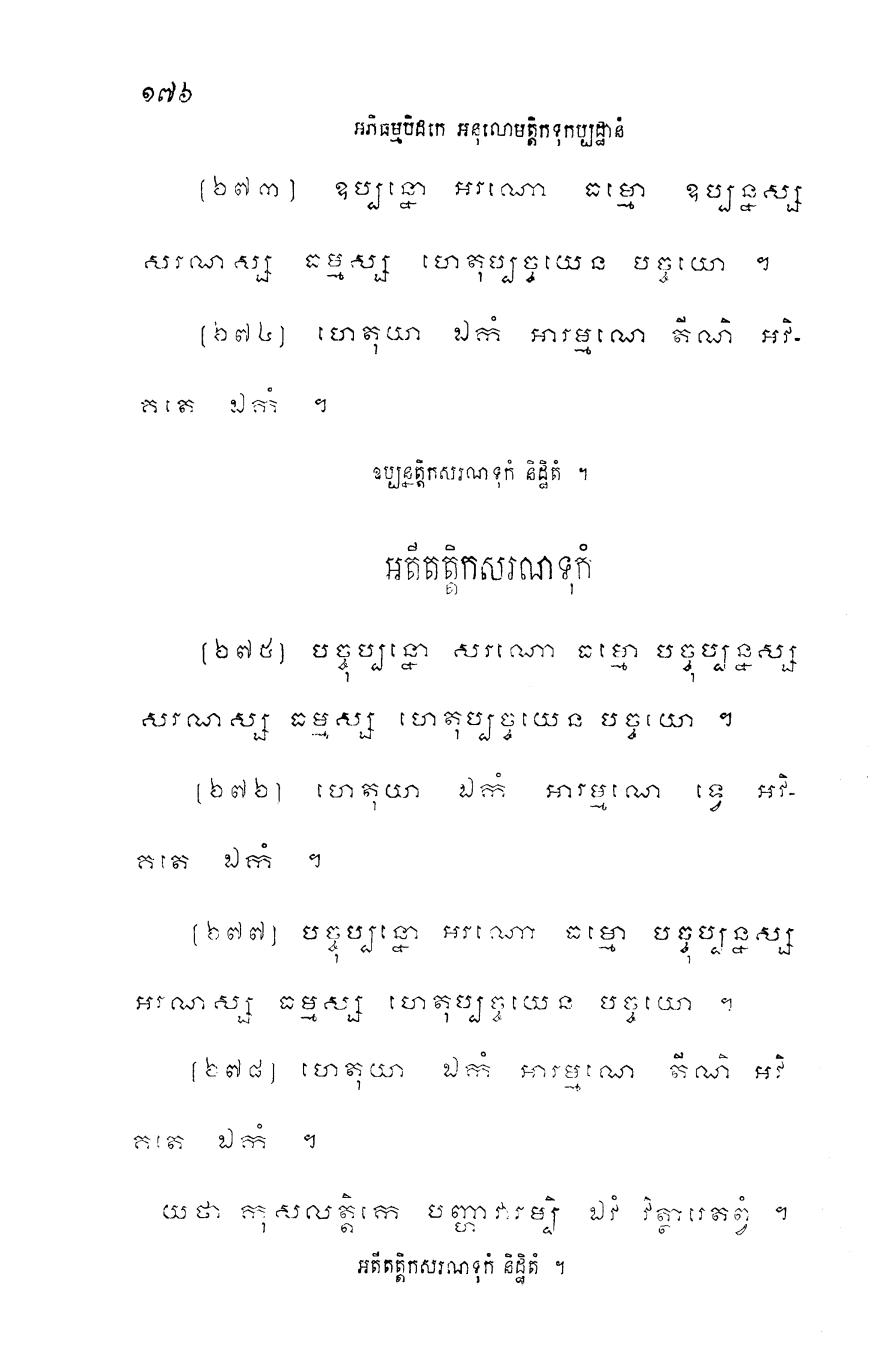 ១៧៦
អភិធម្មបិដកេ អនុលោមត្តិកទុកប្បដ្ឋានំ
[២៧៣] ឧប្បន្នោ អរណោ ធម្មោ ឧប្បន្នស្ស
សរណស្ស ធម្មស្ស ហេតុប្បច្ចយេន បច្ចយោ ។
[២៧៤] ហេតុយា ឯកំ អារម្មណេ តីណិ អវិ-
គតេ ឯកំ ។
ឧប្បន្នត្តិកសរណទុកំ និដ្ឋិតំ ។
អតីតត្តិកសរណទុកំ
[២៧៥] បច្ចុប្បន្នោ សរណោ ធម្មោ បច្ចុប្បន្នស្ស
សរណស្ស ធម្មស្ស ហេតុប្បច្ចយេន បច្ចយោ ។
[២៧៦] ហេតុយា ឯកំ អារម្មណេ ទ្វេ អវិ-
គតេ ឯកំ ។
[២៧៧] បច្ចុប្បន្នោ អរណោ ធម្មោ បច្ចុប្បន្នស្ស
អរណស្ស ធម្មស្ស ហេតុប្បច្ចយេន បច្ចយោ ។
[២៧៨] ហេតុយា ឯកំ អារម្មណេ តីណិ អវិ
គតេ ឯកំ ។
យថា កុសលត្តិកេ បញ្ហាវារម្បិ ឯវំ វិត្ថារេតព្វំ ។
អតីតត្តិកសរណទុកំ និដ្ឋិតំ ។